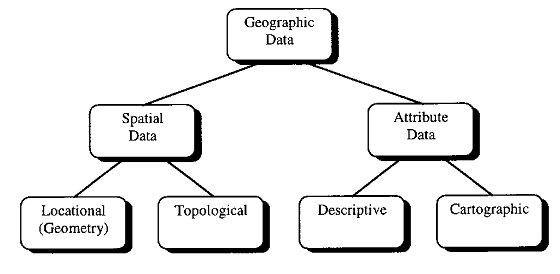 Geographic
Data
Spatial
Data
Attribute
Data
Locational
(Geometry)
Topological
Descriptive
Cartographic